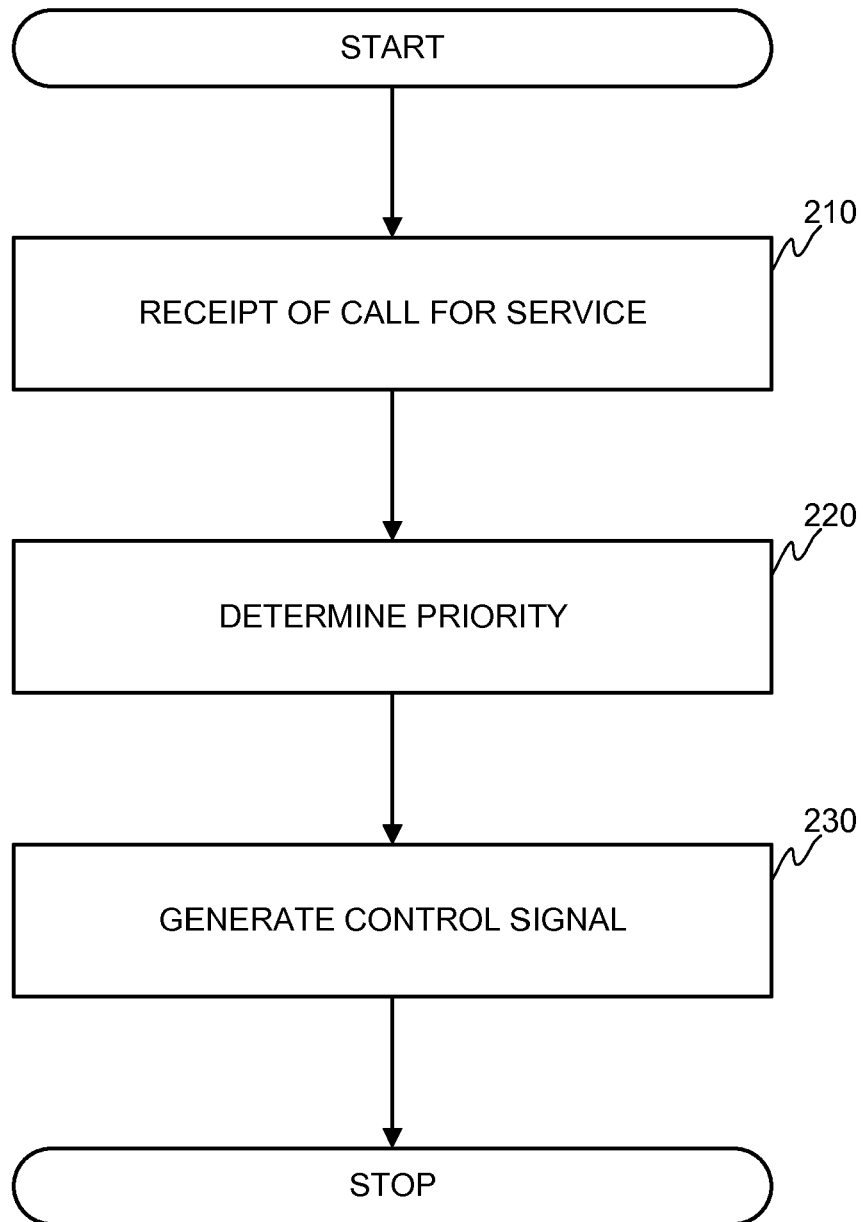 START
210
RECEIPT OF CALL FOR SERVICE
220
DETERMINE PRIORITY
230
GENERATE CONTROL SIGNAL
STOP